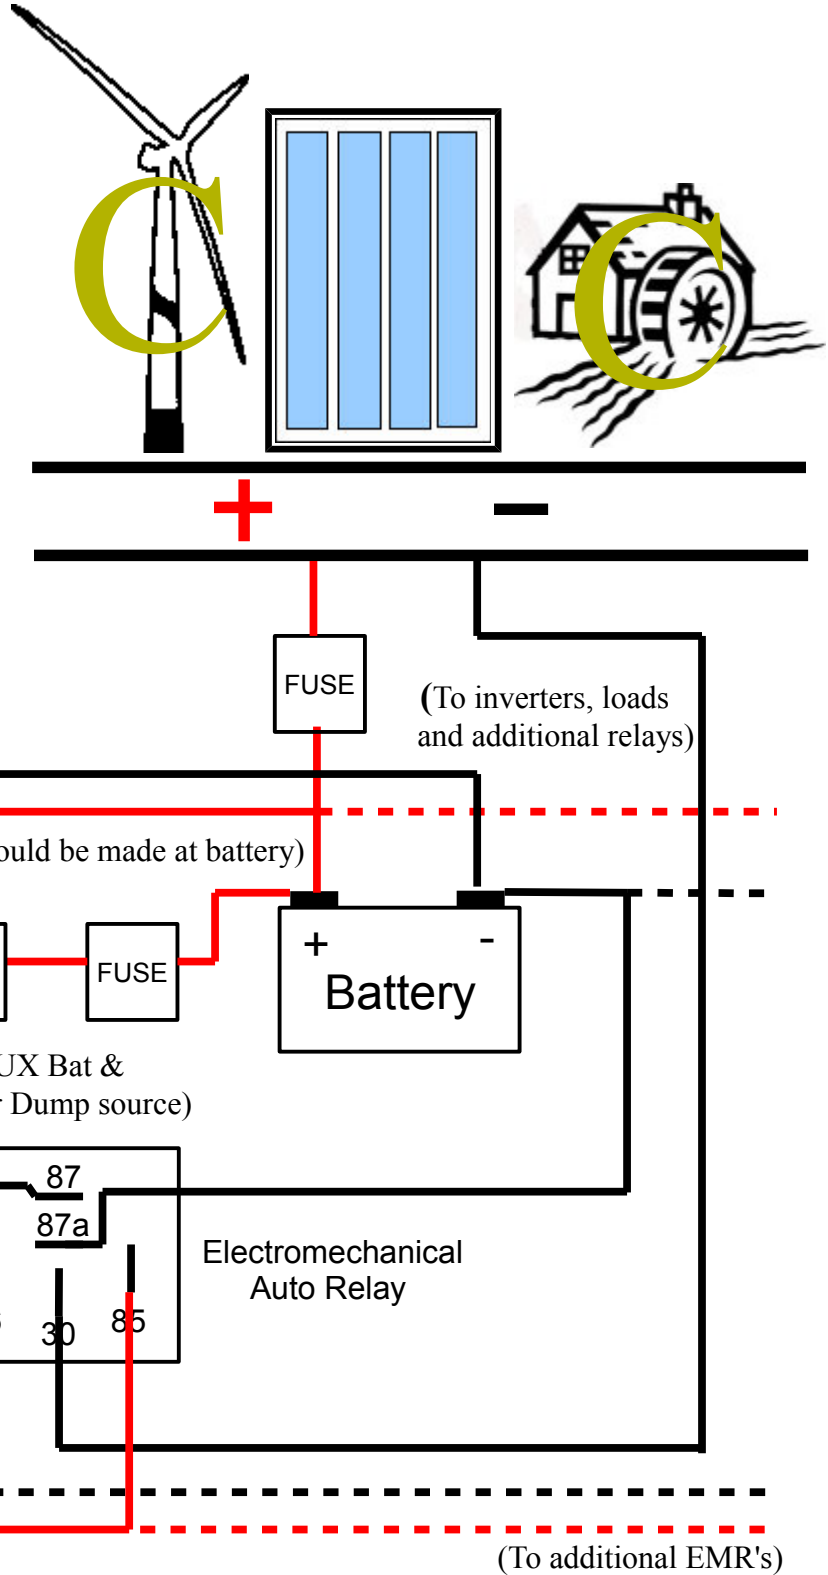 C
C
+ −
FUSE
(To inverters, loads
and additional relays)
ould be made at battery)
+ -
FUSE
Battery
UX Bat &
Dump source)
87
87a
Electromechanical
Auto Relay
30 85
(To additional EMR's)